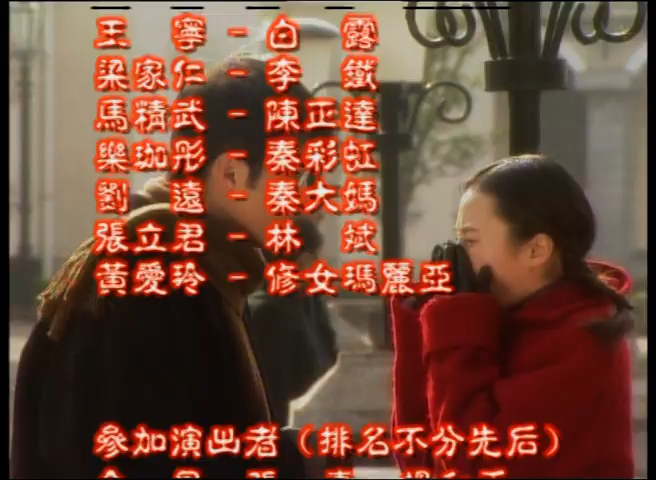 王 寧 - 白 露
梁家仁 - 李 鐵
馬精武 - 陳正達
樂珈彤 - 秦彩虹
劉 遠 - 秦大媽
張立君 - 林 斌
黃愛玲 - 修女瑪麗亞
參加演出者（排名不分先后）